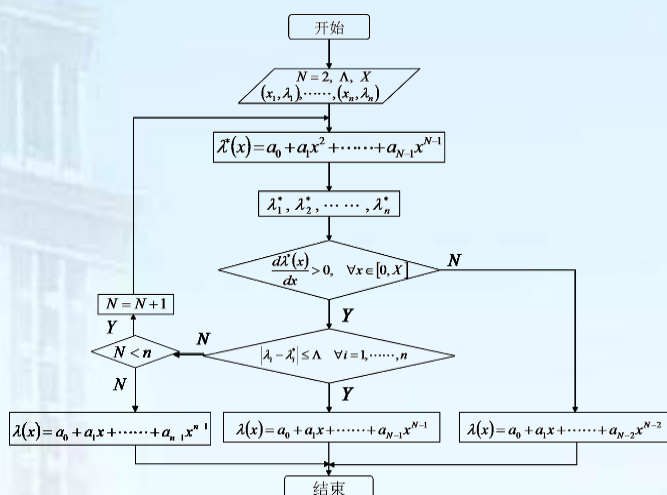 开始
N = 2, Λ, X
(x₁, λ₁), ······, (xₙ, λₙ)
λ*(x) = a₀ + a₁x² + ······ + a_{N-1}x^{N-1}
λ₁*, λ₂*, ··· ···, λₙ*
dλ*(x)/dx > 0, ∀x ∈ [0, X]
N
N = N + 1
Y
Y
N
N < n
|λᵢ − λᵢ*| ≤ Λ ∀i = 1, ······, n
N
Y
λ(x) = a₀ + a₁x + ······ + a_{n-1}x^{n-1}
λ(x) = a₀ + a₁x + ······ + a_{N-1}x^{N-1}
λ(x) = a₀ + a₁x + ······ + a_{N-2}x^{N-2}
结束